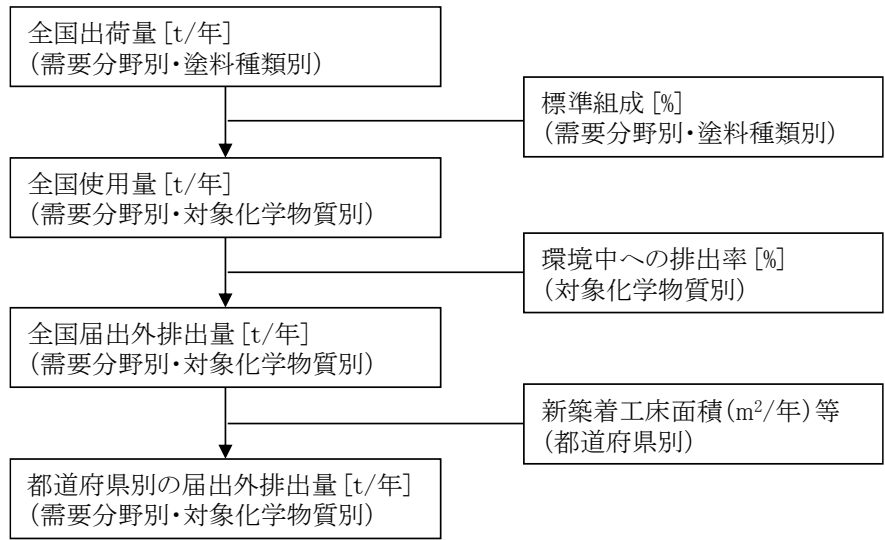 全国出荷量[t/年]
(需要分野別・塗料種類別)
標準組成[%]
(需要分野別・塗料種類別)
全国使用量[t/年]
(需要分野別・対象化学物質別)
環境中への排出率[%]
(対象化学物質別)
全国届出外排出量[t/年]
(需要分野別・対象化学物質別)
新築着工床面積(m²/年)等
(都道府県別)
都道府県別の届出外排出量[t/年]
(需要分野別・対象化学物質別)